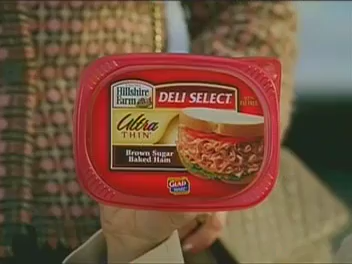 Hillshire Farm
DELI SELECT
Ultra
THIN
Brown Sugar
Baked Ham
GLAD